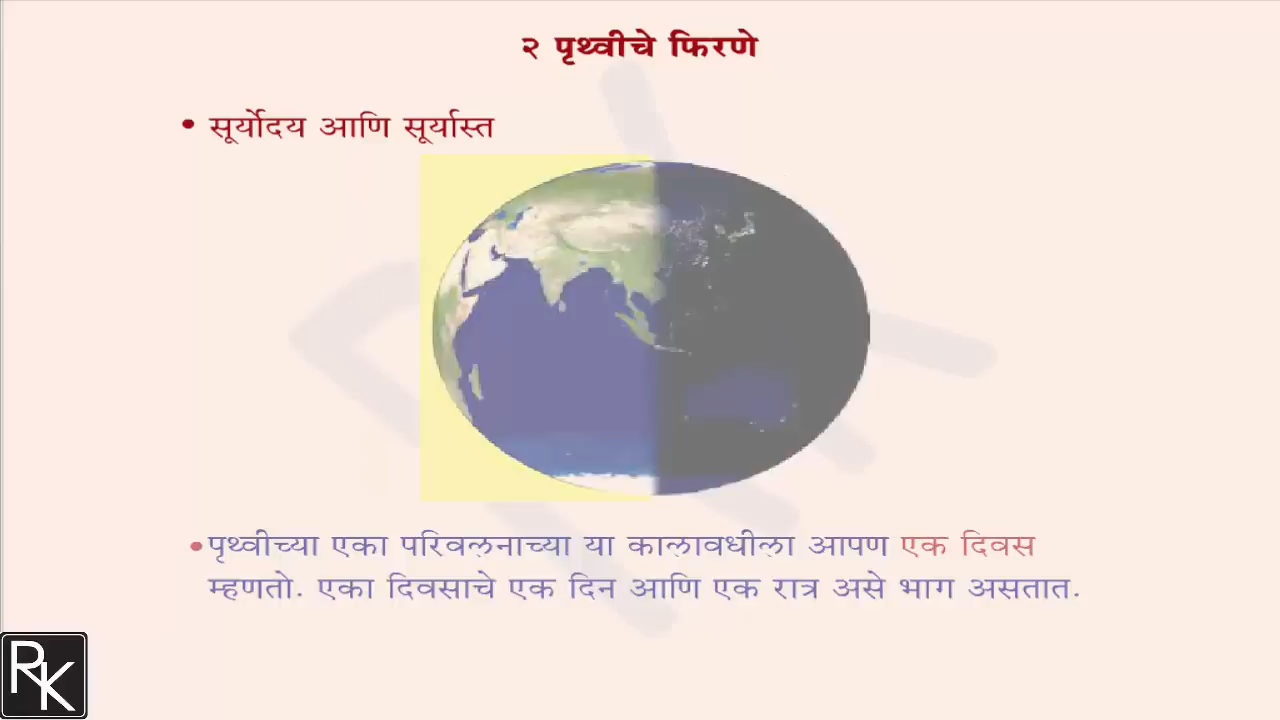 २ पृथ्वीचे फिरणे
• सूर्योदय आणि सूर्यास्त
• पृथ्वीच्या एका परिवलनाच्या या कालावधीला आपण एक दिवस
म्हणतो. एका दिवसाचे एक दिन आणि एक रात्र असे भाग असतात.
RK